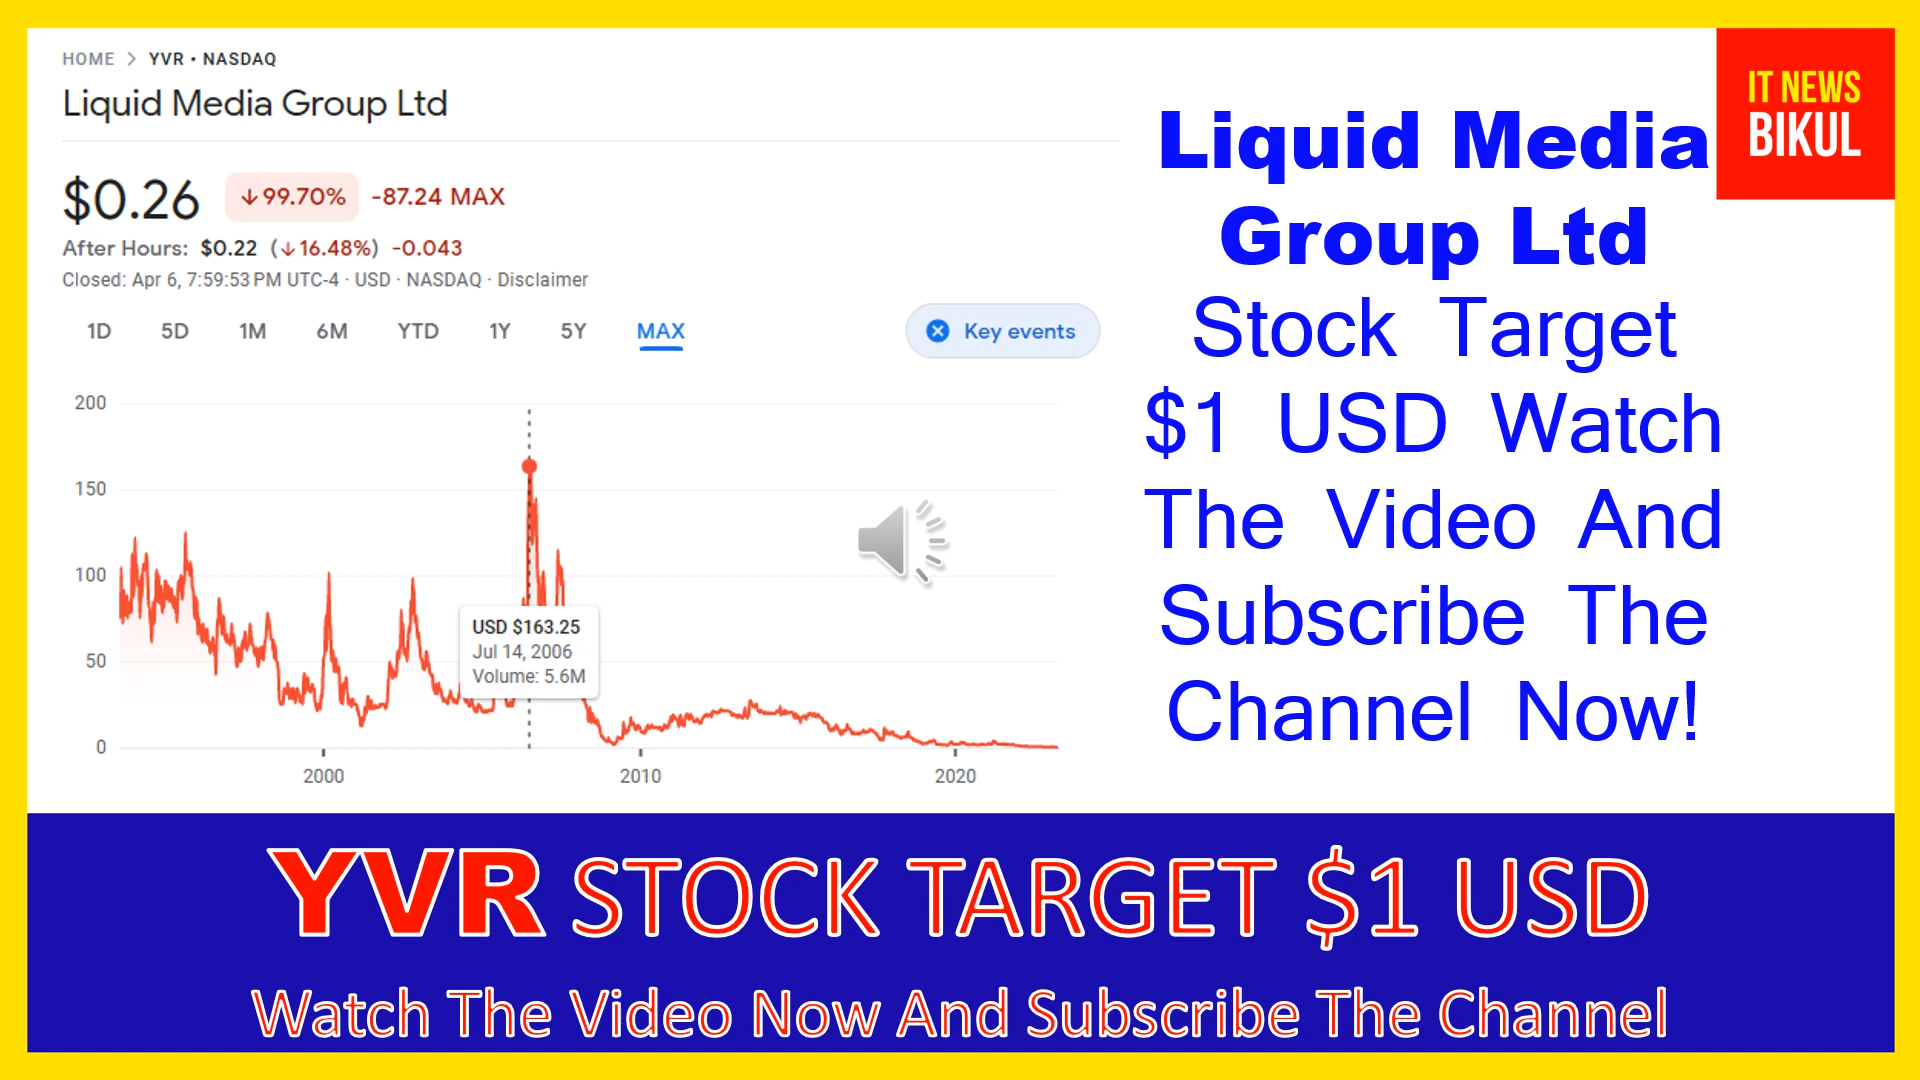 HOME > YVR • NASDAQ
Liquid Media Group Ltd
$0.26 ↓99.70% -87.24 MAX
After Hours: $0.22 (↓16.48%) -0.043
Closed: Apr 6, 7:59:53 PM UTC-4 · USD · NASDAQ · Disclaimer
1D 5D 1M 6M YTD 1Y 5Y MAX
Key events
200
150
100
50
0
USD $163.25
Jul 14, 2006
Volume: 5.6M
2000 2010 2020
IT NEWS
BIKUL
Liquid Media
Group Ltd
Stock Target
$1 USD Watch
The Video And
Subscribe The
Channel Now!
YVR STOCK TARGET $1 USD
Watch The Video Now And Subscribe The Channel